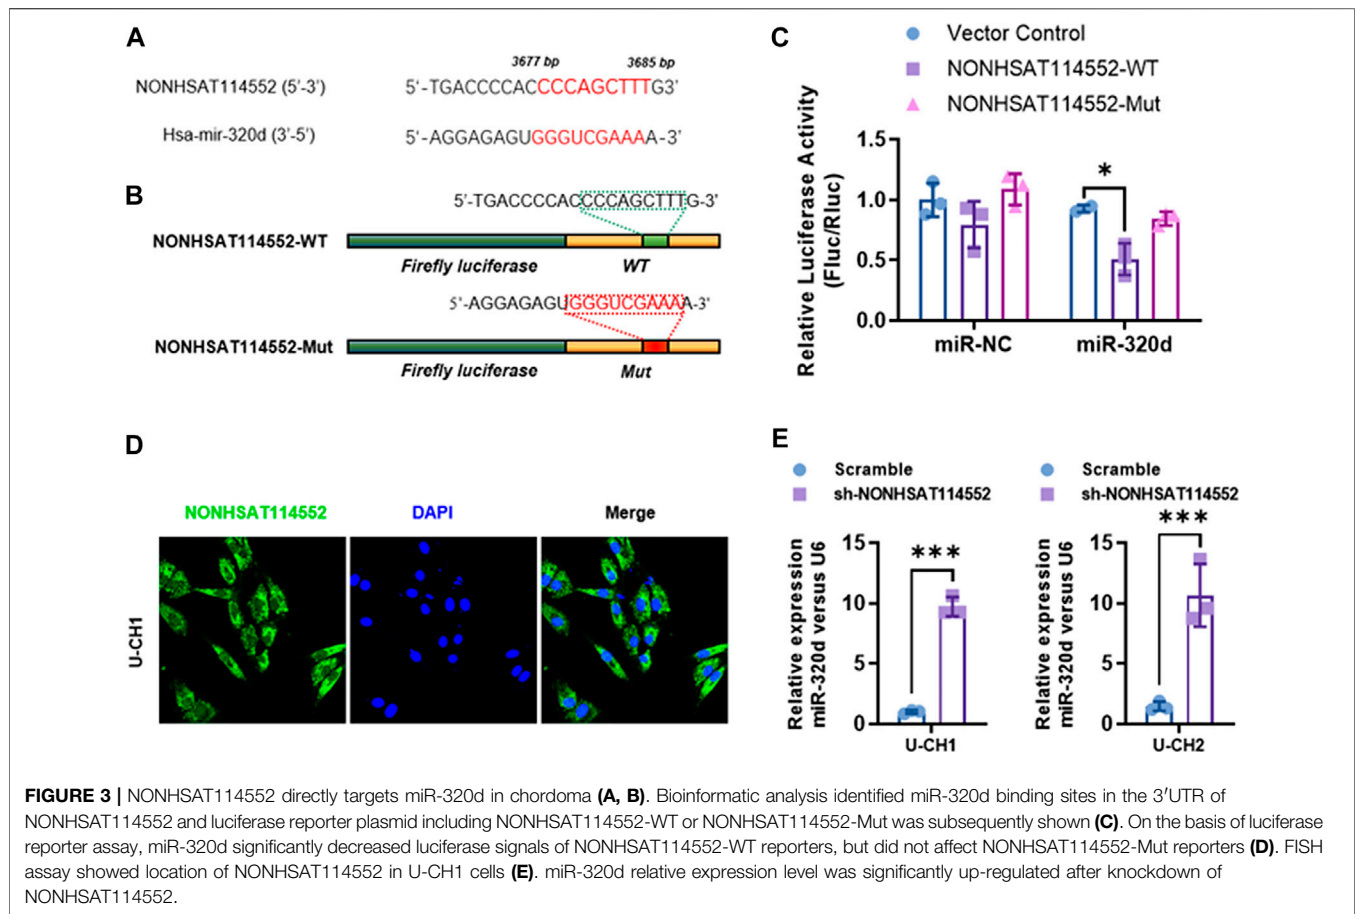 A
3677 bp 3685 bp
NONHSAT114552 (5'-3') 5'-TGACCCCACCCCAGCTTTG3'
Hsa-mir-320d (3'-5') 5'-AGGAGAGUGGGUCGAAAA-3'
B
5'-TGACCCCACCCCAGCTTTG-3'
NONHSAT114552-WT
Firefly luciferase WT
5'-AGGAGAGUGGGUCGAAAA-3'
NONHSAT114552-Mut
Firefly luciferase Mut
C
Vector Control
NONHSAT114552-WT
NONHSAT114552-Mut
Relative Luciferase Activity
(Fluc/Rluc)
1.5
1.0
0.5
0.0
*
miR-NC miR-320d
D
NONHSAT114552 DAPI Merge
U-CH1
E
Scramble
sh-NONHSAT114552
Relative expression
miR-320d versus U6
15
10
5
0
***
U-CH1
Scramble
sh-NONHSAT114552
Relative expression
miR-320d versus U6
15
10
5
0
***
U-CH2
FIGURE 3 | NONHSAT114552 directly targets miR-320d in chordoma (A, B). Bioinformatic analysis identified miR-320d binding sites in the 3′UTR of
NONHSAT114552 and luciferase reporter plasmid including NONHSAT114552-WT or NONHSAT114552-Mut was subsequently shown (C). On the basis of luciferase
reporter assay, miR-320d significantly decreased luciferase signals of NONHSAT114552-WT reporters, but did not affect NONHSAT114552-Mut reporters (D). FISH
assay showed location of NONHSAT114552 in U-CH1 cells (E). miR-320d relative expression level was significantly up-regulated after knockdown of
NONHSAT114552.